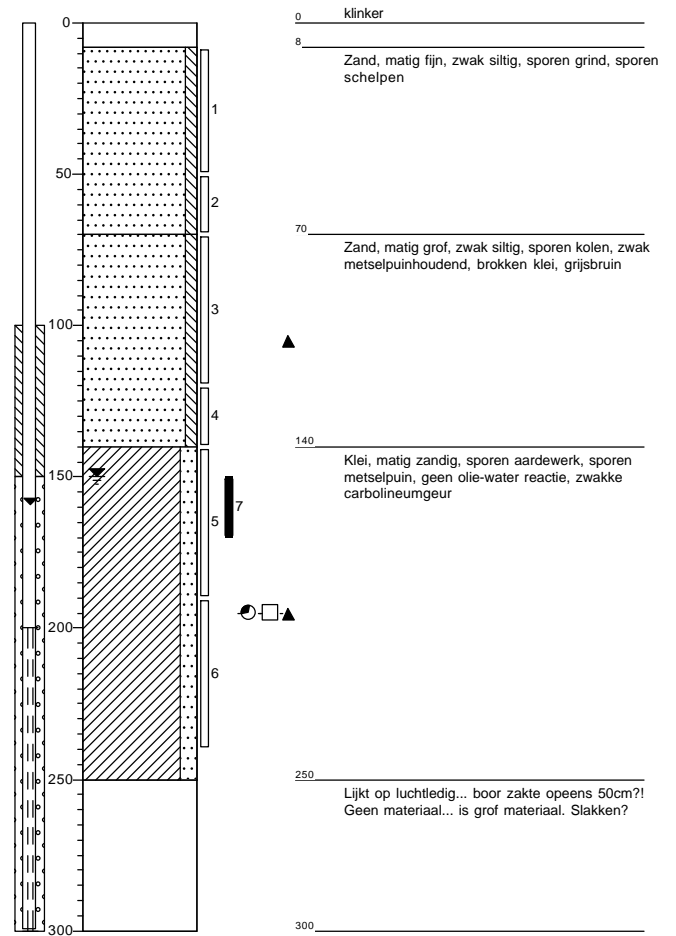 0
klinker
8
Zand, matig fijn, zwak siltig, sporen grind, sporen
schelpen
70
Zand, matig grof, zwak siltig, sporen kolen, zwak
metselpuinhoudend, brokken klei, grijsbruin
140
Klei, matig zandig, sporen aardewerk, sporen
metselpuin, geen olie-water reactie, zwakke
carbolineumgeur
250
Lijkt op luchtledig... boor zakte opeens 50cm?!
Geen materiaal... is grof materiaal. Slakken?
300
0
50
100
150
200
250
300
1
2
3
4
5
7
6